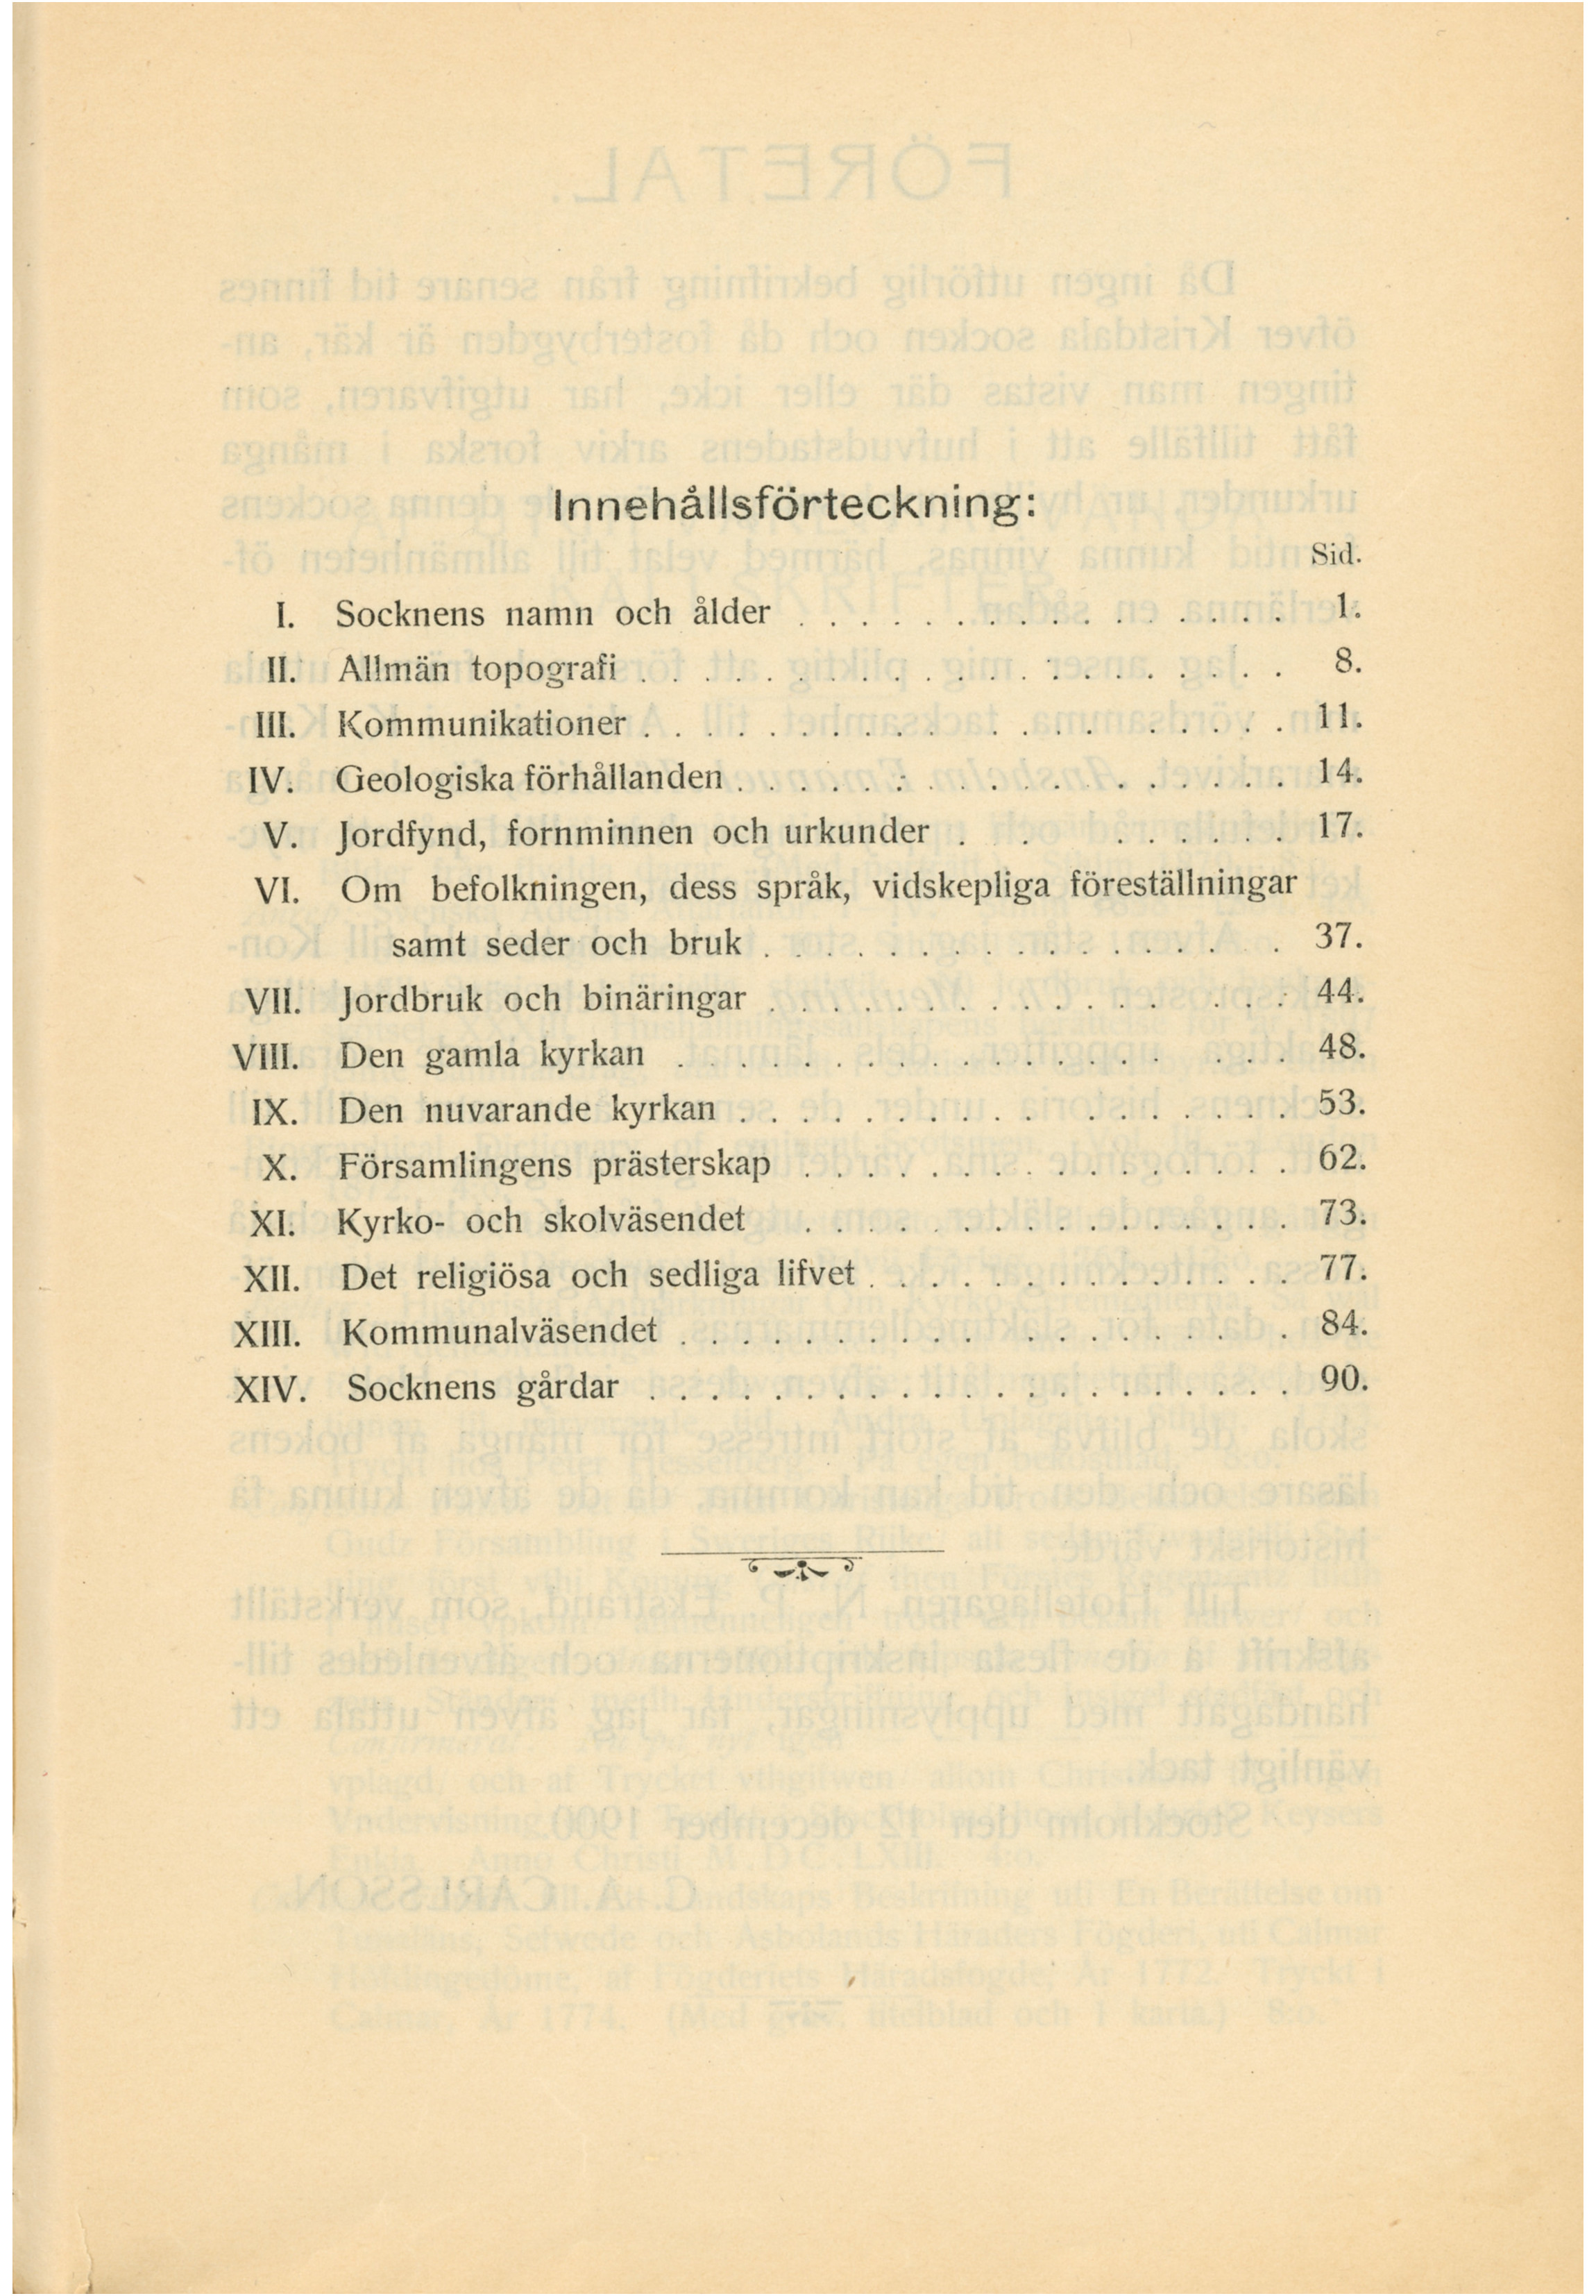 Innehållsförteckning:
Sid.
I. Socknens namn och ålder . . . . . . . . . . . . . . . . 1.
II. Allmän topografi . . . . . . . . . . . . . . . . . . . . . 8.
III. Kommunikationer . . . . . . . . . . . . . . . . . . . . 11.
IV. Geologiska förhållanden . . . . . . . . . . . . . . . . . . 14.
V. Jordfynd, fornminnen och urkunder . . . . . . . . 17.
VI. Om befolkningen, dess språk, vidskepliga föreställningar
samt seder och bruk . . . . . . . . . . . . . . . . 37.
VII. Jordbruk och binäringar . . . . . . . . . . . . . . . . 44.
VIII. Den gamla kyrkan . . . . . . . . . . . . . . . . . . . 48.
IX. Den nuvarande kyrkan . . . . . . . . . . . . . . . . . 53.
X. Församlingens prästerskap . . . . . . . . . . . . . . . . 62.
XI. Kyrko- och skolväsendet . . . . . . . . . . . . . . . . 73.
XII. Det religiösa och sedliga lifvet . . . . . . . . . . . . . . 77.
XIII. Kommunalväsendet . . . . . . . . . . . . . . . . . . 84.
XIV. Socknens gårdar . . . . . . . . . . . . . . . . . . . . . 90.